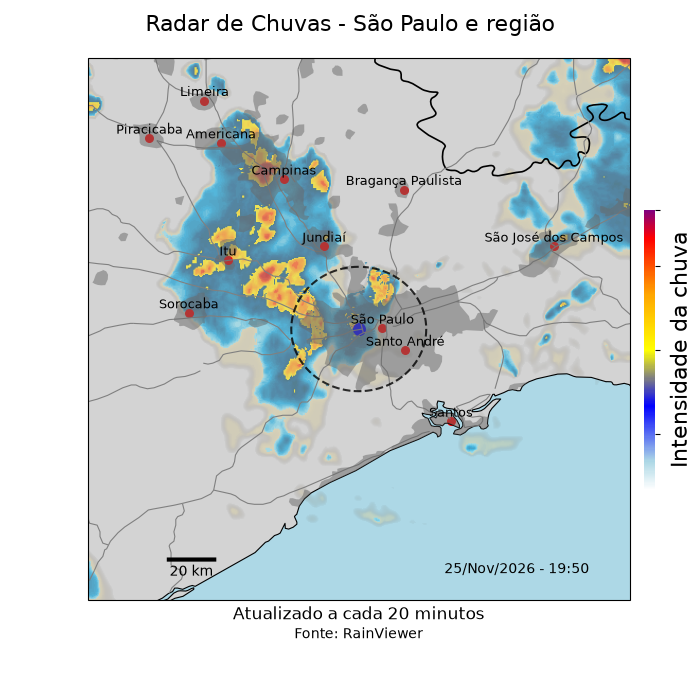 Radar de Chuvas - São Paulo e região
Limeira
Piracicaba
Americana
Campinas
Bragança Paulista
Jundiaí
São José dos Campos
Itu
Sorocaba
São Paulo
Santo André
Santos
Intensidade da chuva
20 km
25/Nov/2026 - 19:50
Atualizado a cada 20 minutos
Fonte: RainViewer